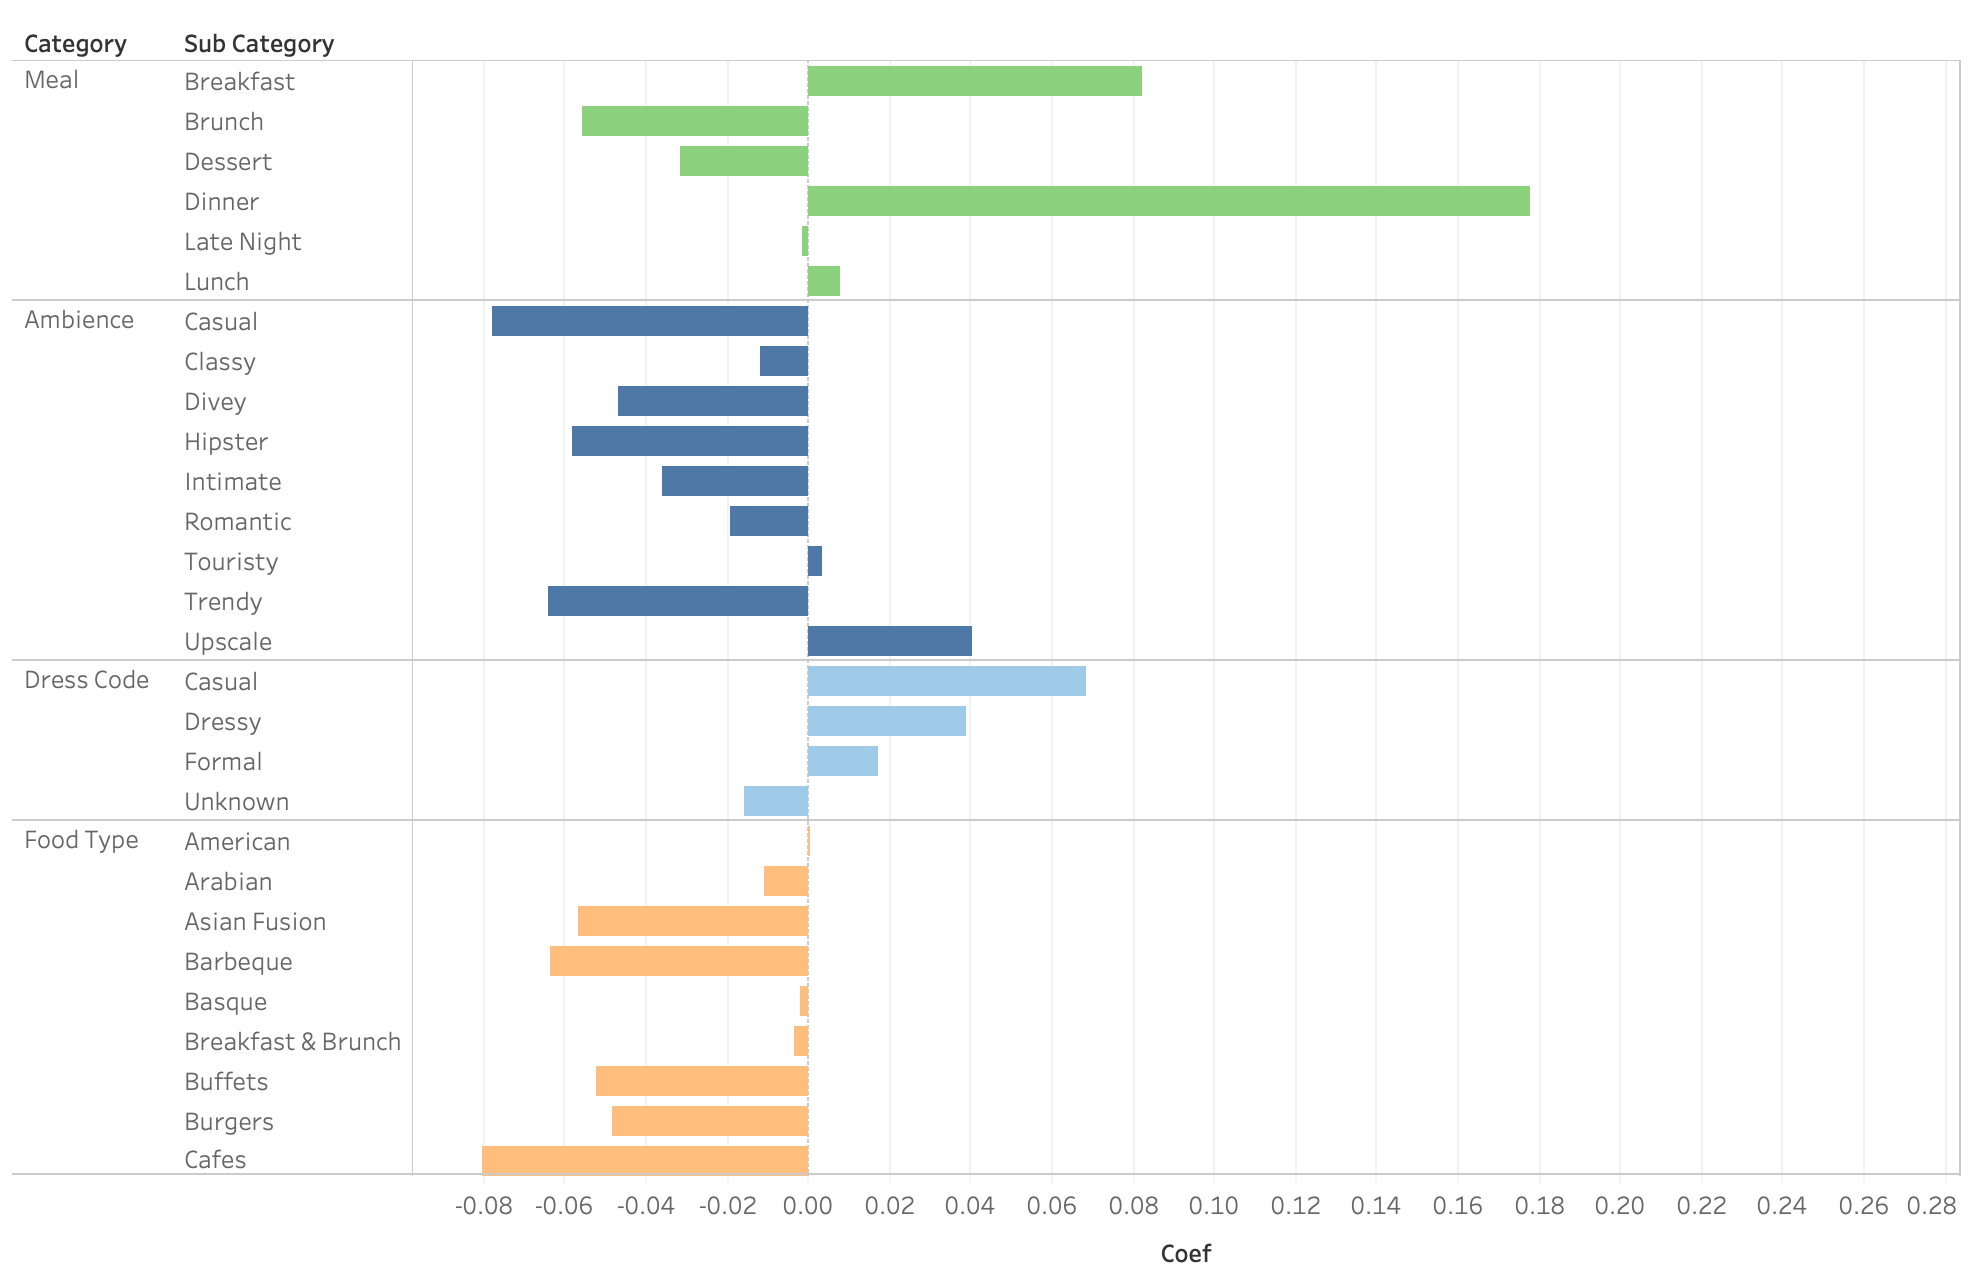 Category Sub Category
Meal Breakfast
Brunch
Dessert
Dinner
Late Night
Lunch
Ambience Casual
Classy
Divey
Hipster
Intimate
Romantic
Touristy
Trendy
Upscale
Dress Code Casual
Dressy
Formal
Unknown
Food Type American
Arabian
Asian Fusion
Barbeque
Basque
Breakfast & Brunch
Buffets
Burgers
Cafes
-0.08 -0.06 -0.04 -0.02 0.00 0.02 0.04 0.06 0.08 0.10 0.12 0.14 0.16 0.18 0.20 0.22 0.24 0.26 0.28
Coef